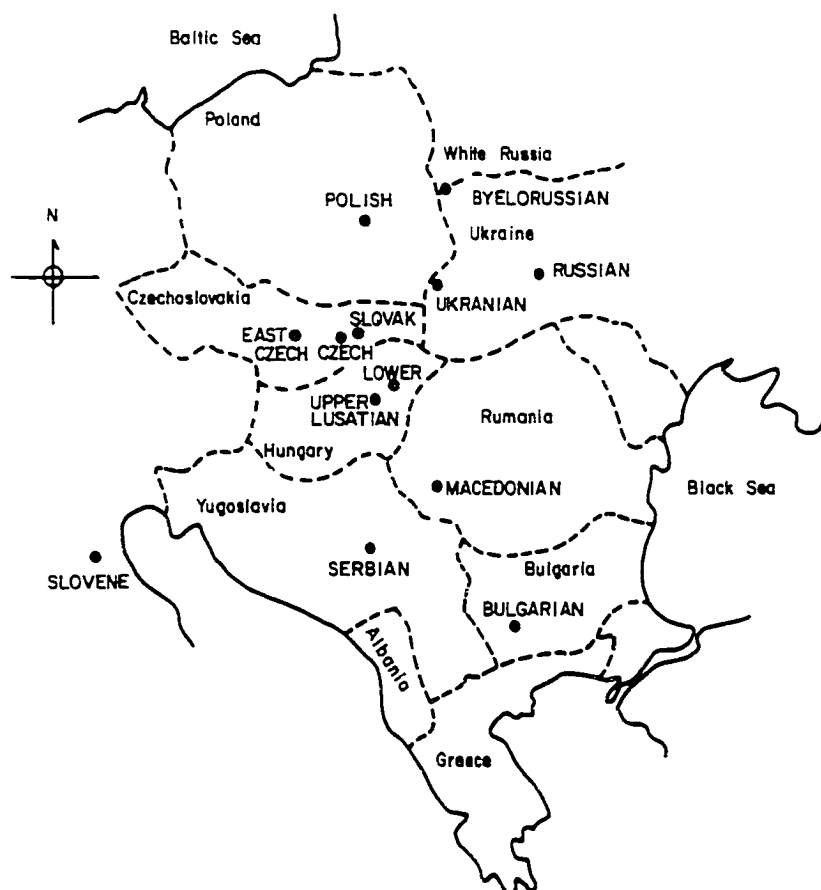 Baltic Sea
Poland
White Russia
BYELORUSSIAN
POLISH
N
Ukraine
RUSSIAN
UKRANIAN
Czechoslovakia
SLOVAK
EAST
CZECH
CZECH
LOWER
UPPER
LUSATIAN
Rumania
Hungary
MACEDONIAN
Black Sea
Yugoslavia
SERBIAN
Bulgaria
SLOVENE
BULGARIAN
Albania
Greece